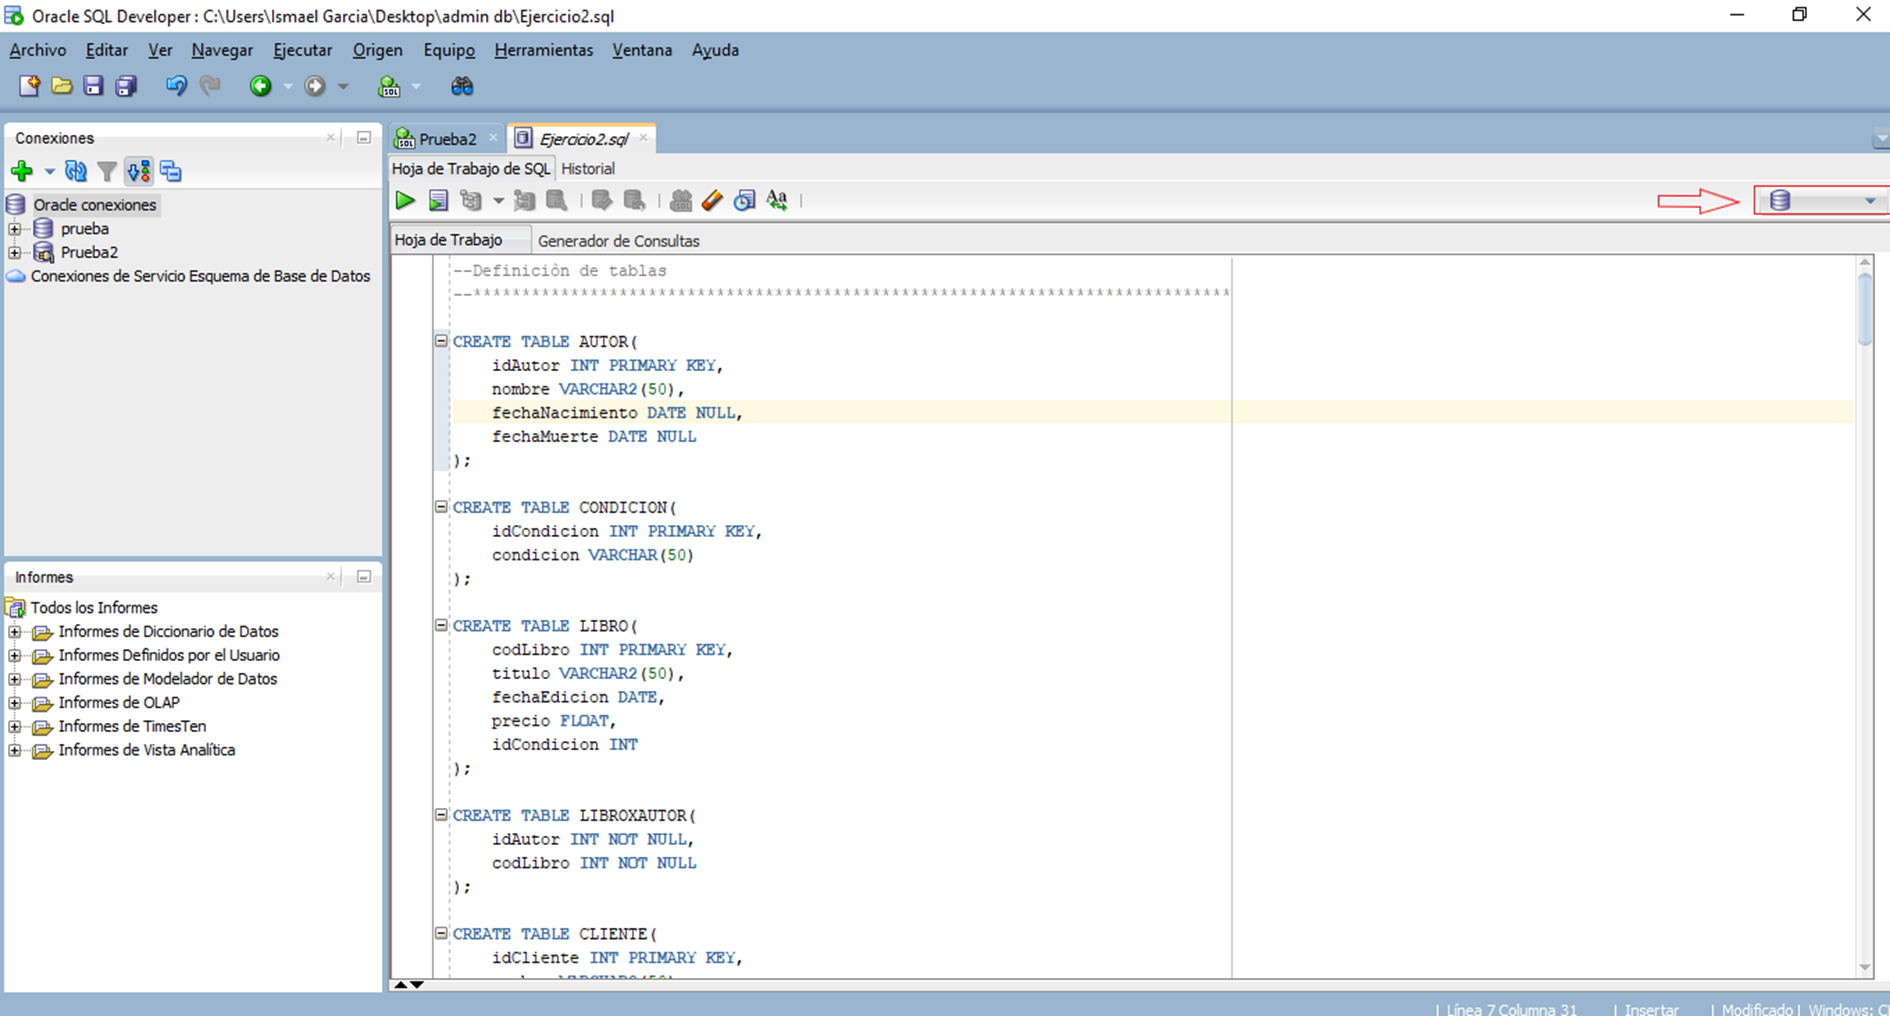 Oracle SQL Developer : C:\Users\Ismael Garcia\Desktop\admin db\Ejercicio2.sql
Archivo Editar Ver Navegar Ejecutar Origen Equipo Herramientas Ventana Ayuda
Conexiones
Oracle conexiones
prueba
Prueba2
Conexiones de Servicio Esquema de Base de Datos
Informes
Todos los Informes
Informes de Diccionario de Datos
Informes Definidos por el Usuario
Informes de Modelador de Datos
Informes de OLAP
Informes de TimesTen
Informes de Vista Analítica
Prueba2 Ejercicio2.sql
Hoja de Trabajo de SQL Historial
Hoja de Trabajo Generador de Consultas
--Definiciòn de tablas
--******************************************************************************
CREATE TABLE AUTOR(
idAutor INT PRIMARY KEY,
nombre VARCHAR2(50),
fechaNacimiento DATE NULL,
fechaMuerte DATE NULL
);
CREATE TABLE CONDICION(
idCondicion INT PRIMARY KEY,
condicion VARCHAR(50)
);
CREATE TABLE LIBRO(
codLibro INT PRIMARY KEY,
titulo VARCHAR2(50),
fechaEdicion DATE,
precio FLOAT,
idCondicion INT
);
CREATE TABLE LIBROXAUTOR(
idAutor INT NOT NULL,
codLibro INT NOT NULL
);
CREATE TABLE CLIENTE(
idCliente INT PRIMARY KEY,
Línea 7 Columna 31 | Insertar | Modificado | Windows: C